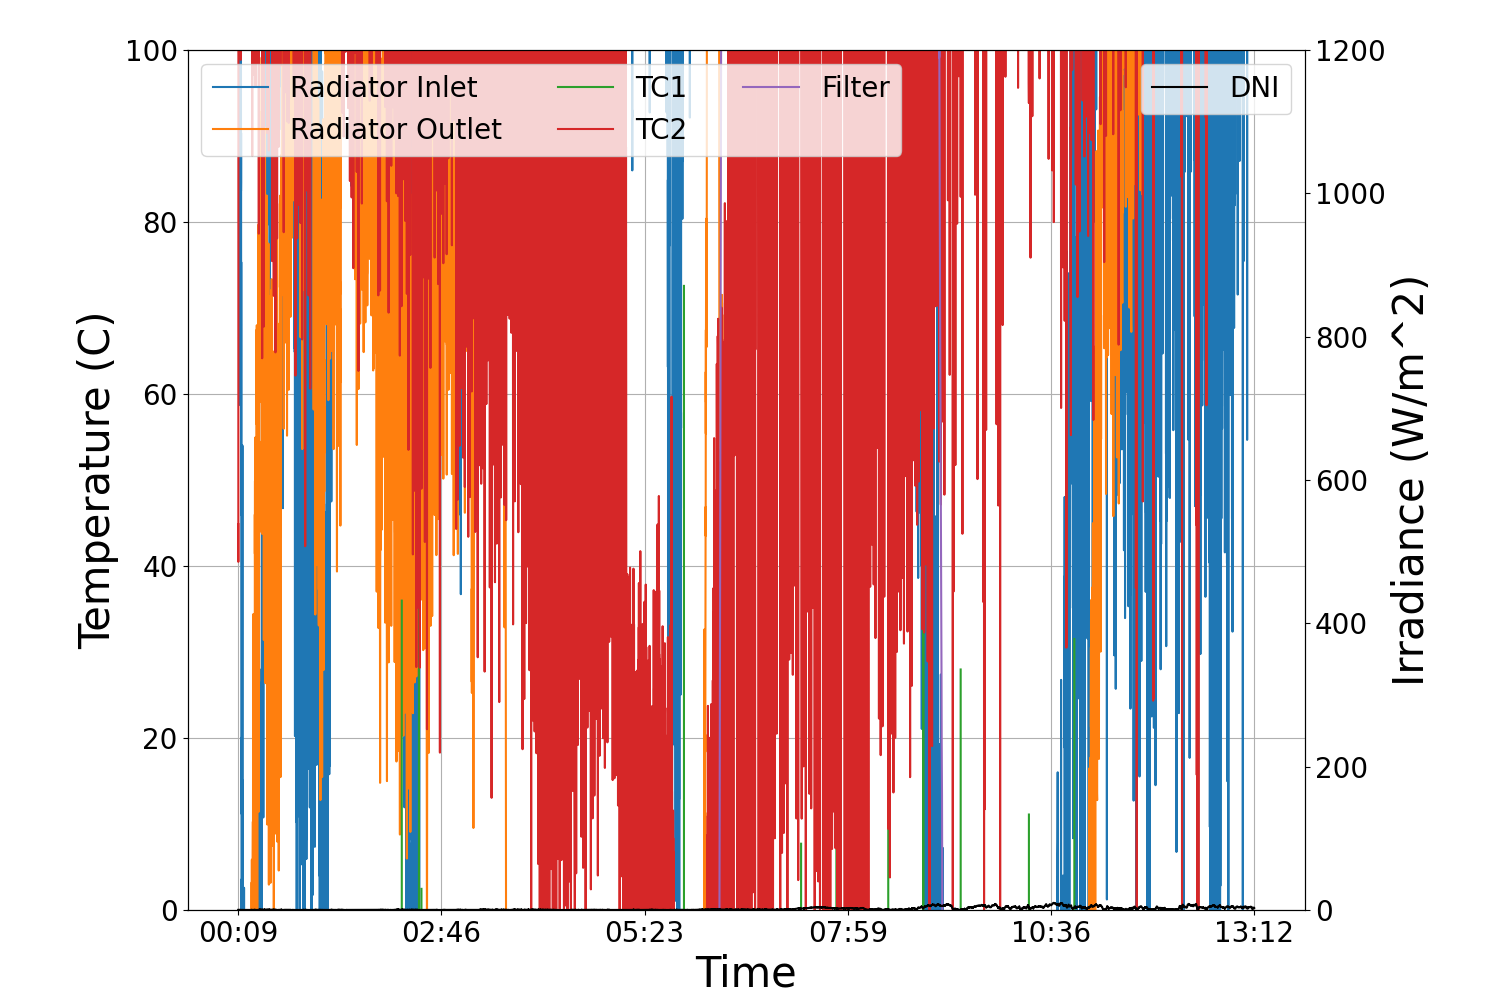 Radiator Inlet
Radiator Outlet
TC1
TC2
Filter
DNI
100
80
60
40
20
0
Temperature (C)
1200
1000
800
600
400
200
0
Irradiance (W/m^2)
00:09 02:46 05:23 07:59 10:36 13:12
Time